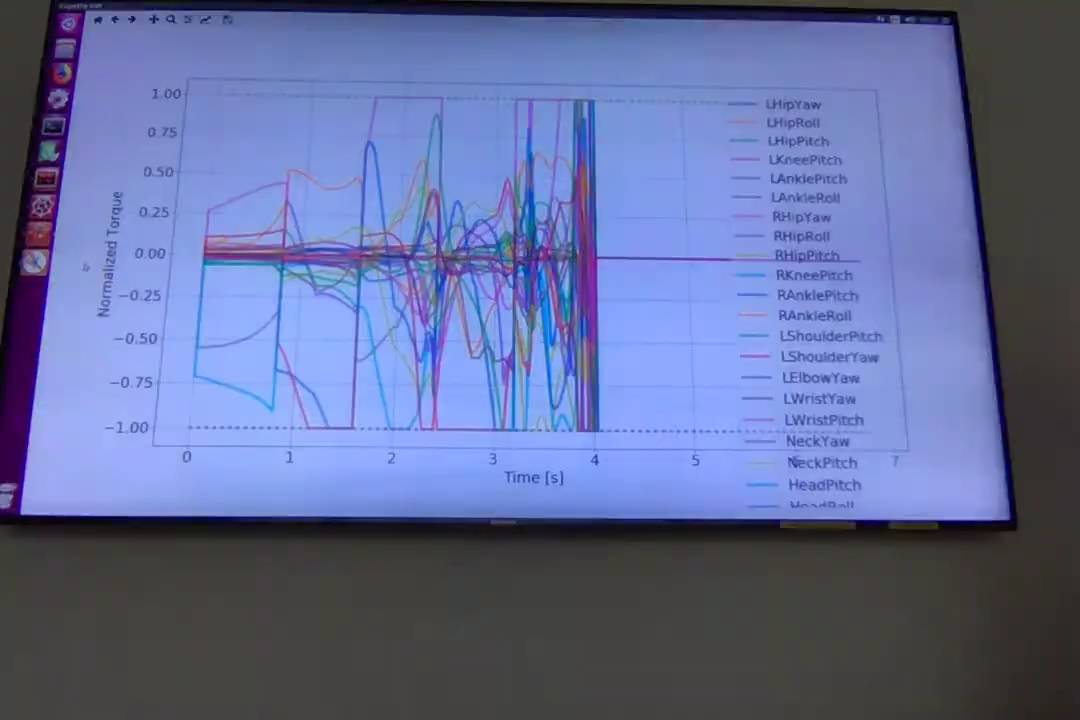 1.00
0.75
0.50
0.25
0.00
−0.25
−0.50
−0.75
−1.00
Normalized Torque
0 1 2 3 4 5 7
Time [s]
LHipYaw
LHipRoll
LHipPitch
LKneePitch
LAnklePitch
LAnkleRoll
RHipYaw
RHipRoll
RHipPitch
RKneePitch
RAnklePitch
RAnkleRoll
LShoulderPitch
LShoulderYaw
LElbowYaw
LWristYaw
LWristPitch
NeckYaw
NeckPitch
HeadPitch
HeadRoll